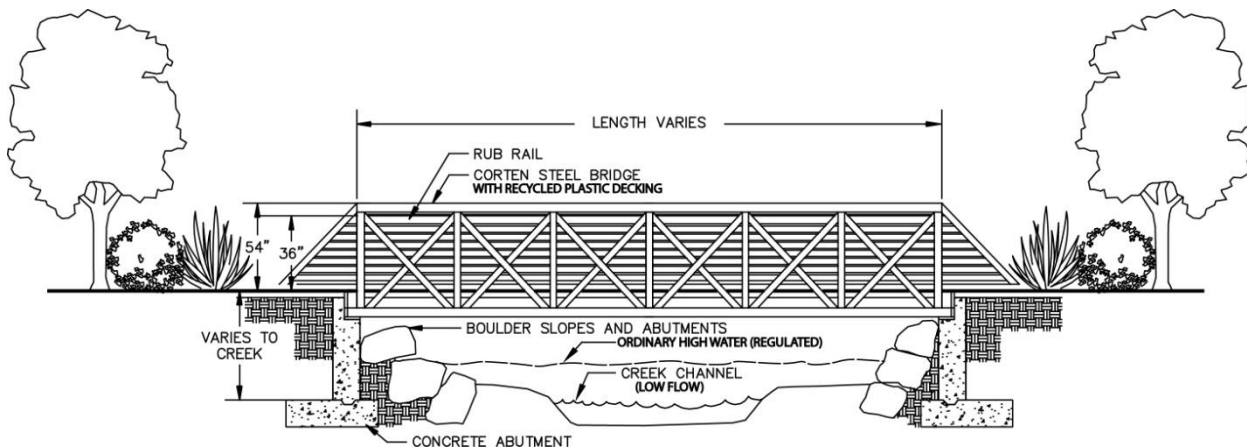 LENGTH VARIES
RUB RAIL
CORTEN STEEL BRIDGE
WITH RECYCLED PLASTIC DECKING
54"
36"
VARIES TO
CREEK
BOULDER SLOPES AND ABUTMENTS
ORDINARY HIGH WATER (REGULATED)
CREEK CHANNEL
(LOW FLOW)
CONCRETE ABUTMENT